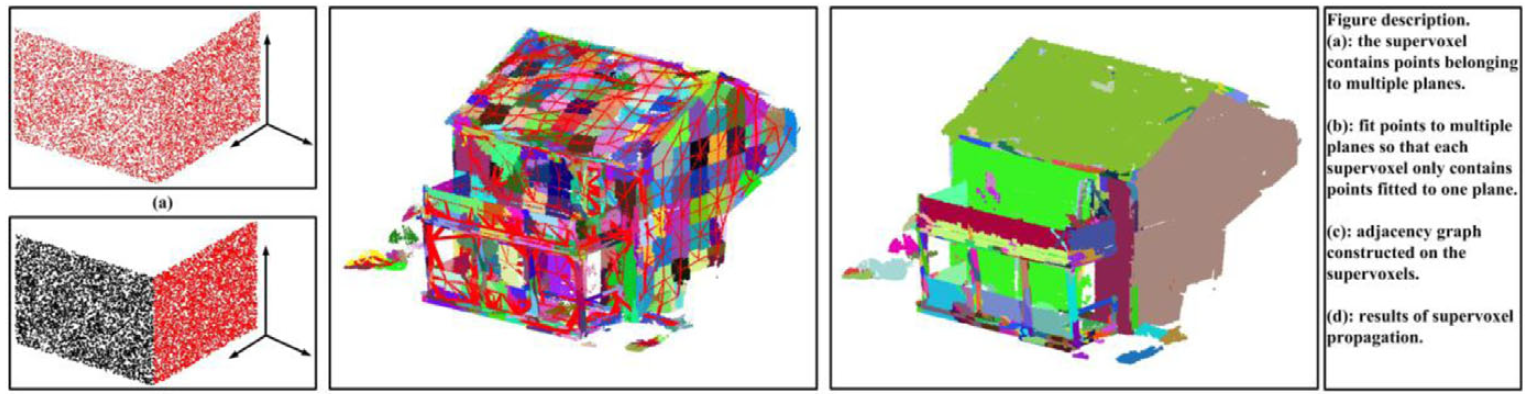 (a)
Figure description.
(a): the supervoxel
contains points belonging
to multiple planes.
(b): fit points to multiple
planes so that each
supervoxel only contains
points fitted to one plane.
(c): adjacency graph
constructed on the
supervoxels.
(d): results of supervoxel
propagation.